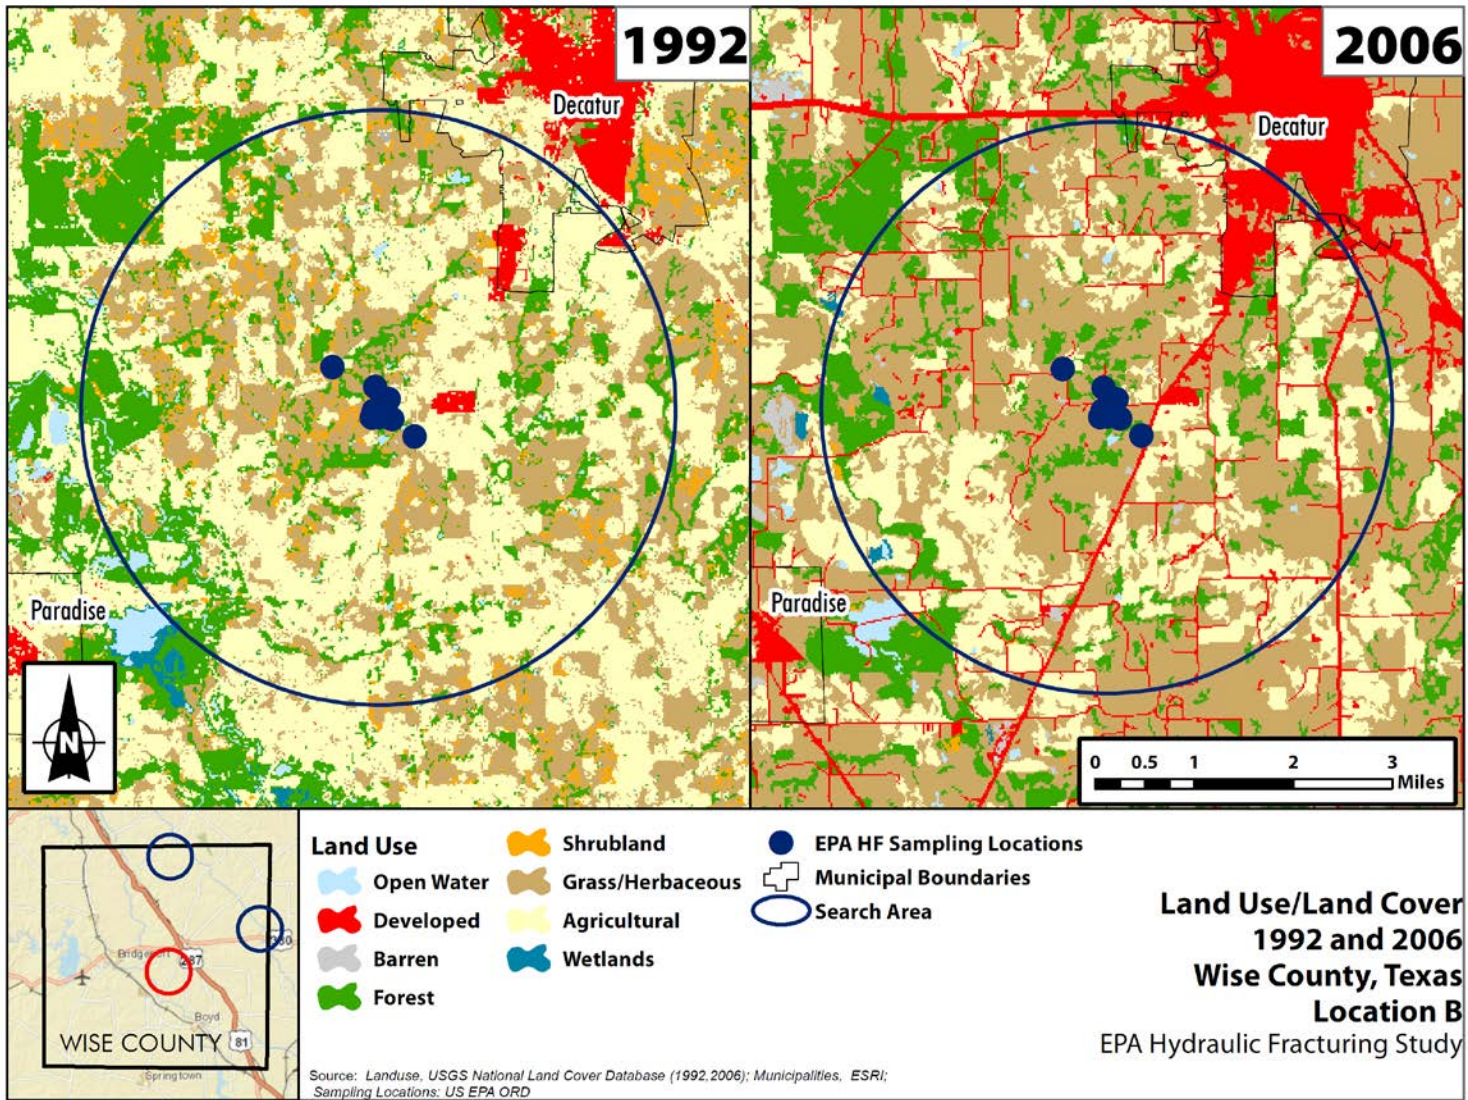 1992
2006
Decatur
Decatur
Paradise
Paradise
N
0 0.5 1 2 3
Miles
Land Use
Open Water
Developed
Barren
Forest
Shrubland
Grass/Herbaceous
Agricultural
Wetlands
EPA HF Sampling Locations
Municipal Boundaries
Search Area
Land Use/Land Cover
1992 and 2006
Wise County, Texas
Location B
EPA Hydraulic Fracturing Study
380
287
Boyd
81
WISE COUNTY
Springtown
Source: Landuse, USGS National Land Cover Database (1992,2006); Municipalities, ESRI;
Sampling Locations: US EPA ORD